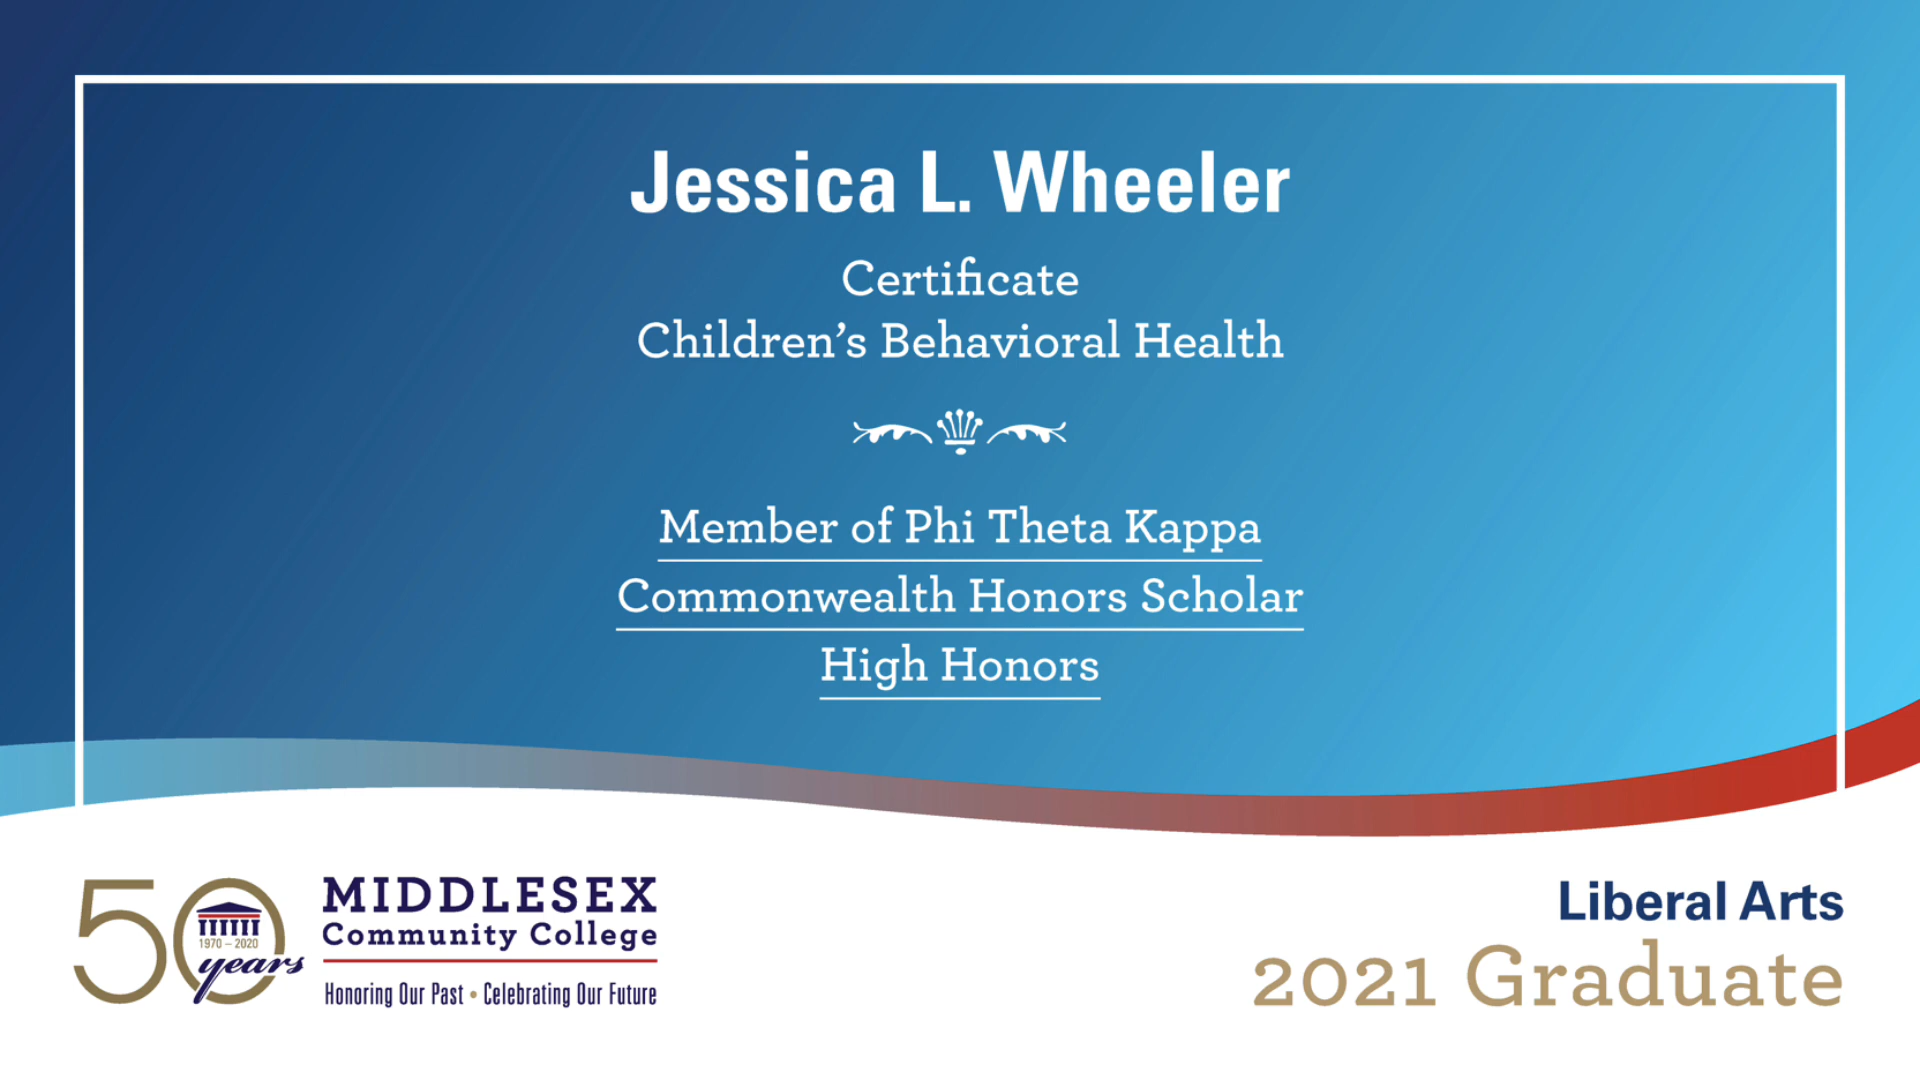 Jessica L. Wheeler
Certificate
Children’s Behavioral Health
Member of Phi Theta Kappa
Commonwealth Honors Scholar
High Honors
50
1970 – 2020
years
MIDDLESEX
Community College
Honoring Our Past • Celebrating Our Future
Liberal Arts
2021 Graduate